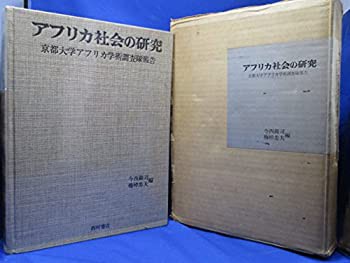 アフリカ社会の研究
京都大学アフリカ学術調査隊報告
今西錦司
梅棹忠夫
編
西村書店
アフリカ社会の研究
京都大学アフリカ学術調査隊報告
今西錦司
梅棹忠夫
編